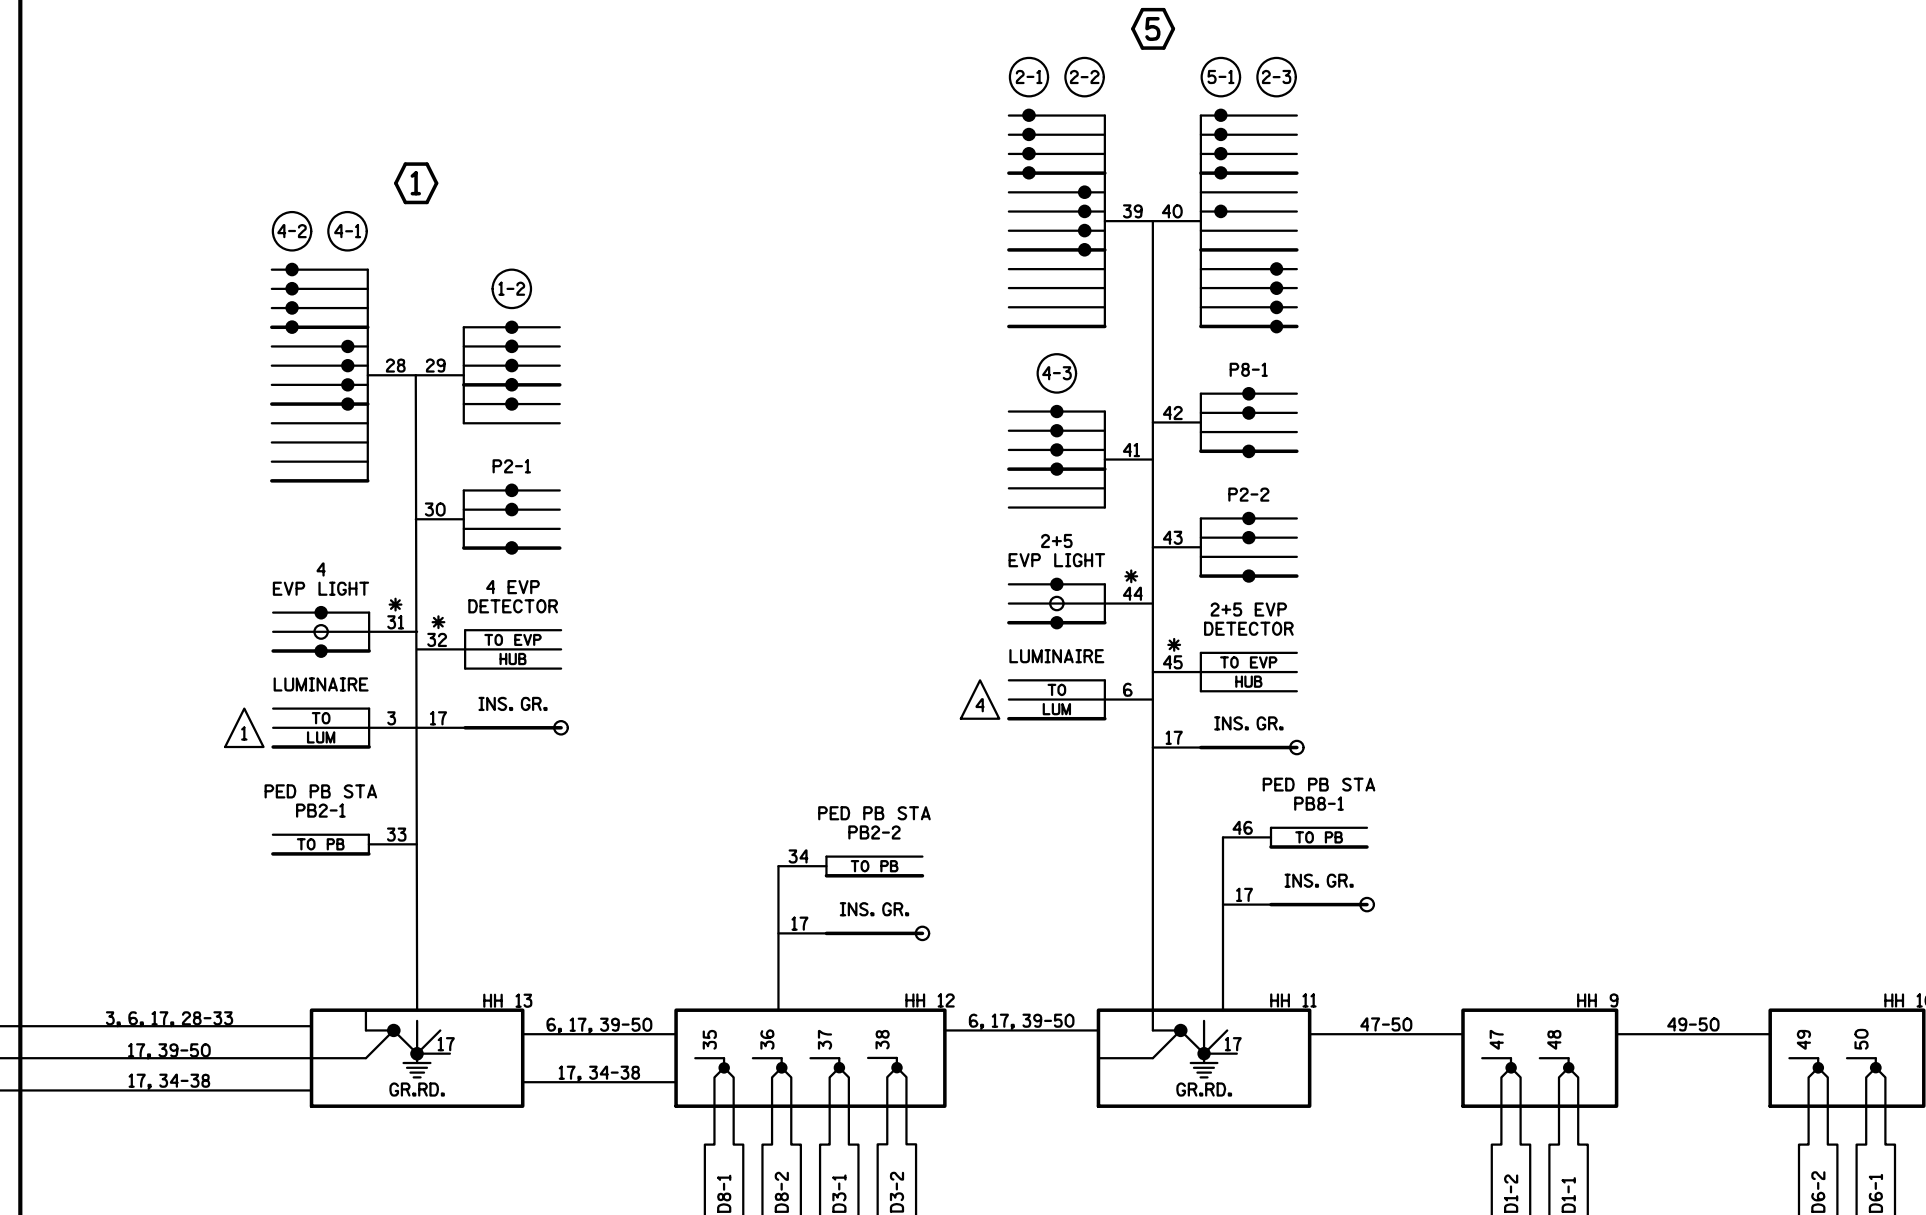 5
2-1 2-2 5-1 2-3
1
4-2 4-1
39 40
1-2
28 29
4-3
P8-1
42
41
P2-1
30
P2-2
43
2+5
EVP LIGHT
*
44
4
EVP LIGHT
*
31
4 EVP
DETECTOR
*
32
TO EVP
HUB
2+5 EVP
DETECTOR
*
45
TO EVP
HUB
LUMINAIRE
TO
LUM
6
4
LUMINAIRE
TO
LUM
3
1
17
INS. GR.
17
INS. GR.
PED PB STA
PB2-1
TO PB
33
PED PB STA
PB2-2
34
TO PB
17
INS. GR.
PED PB STA
PB8-1
46
TO PB
17
INS. GR.
HH 13
HH 12
HH 11
HH 9
3, 6, 17, 28-33
17, 39-50
17, 34-38
17
GR.RD.
6, 17, 39-50
17, 34-38
35
36
37
38
6, 17, 39-50
17
GR.RD.
47-50
47
48
49-50
49
50
D8-1
D8-2
D3-1
D3-2
D1-2
D1-1
D6-2
D6-1